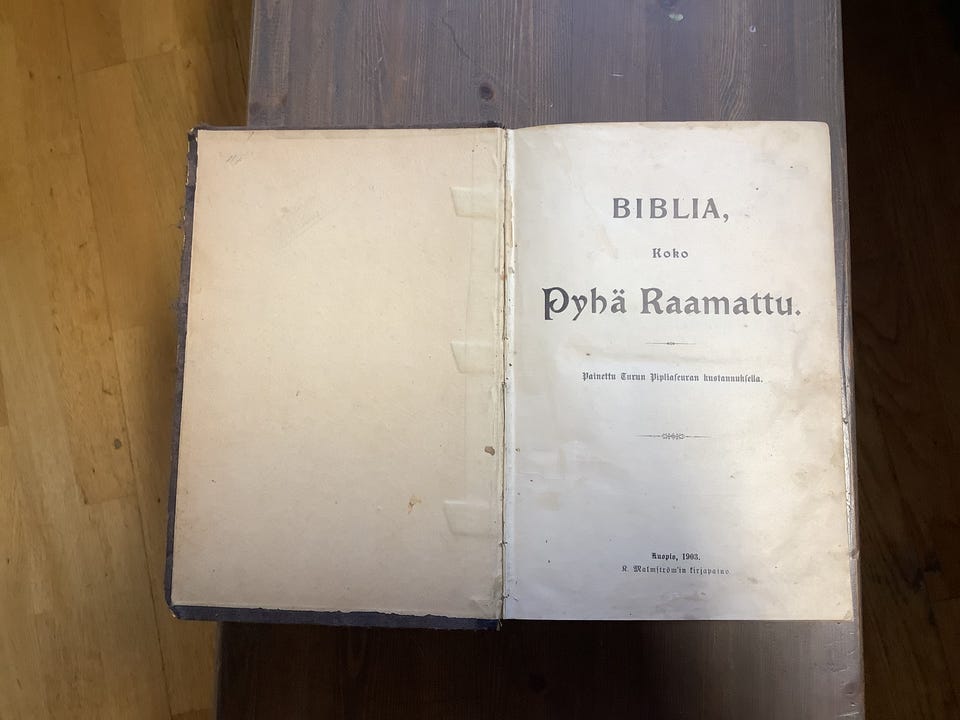 BIBLIA,
Koko
Pyhä Raamattu.
Painettu Turun Pipliaseuran kustannuksella.
Kuopio, 1903.
K. Malmström'in kirjapaino